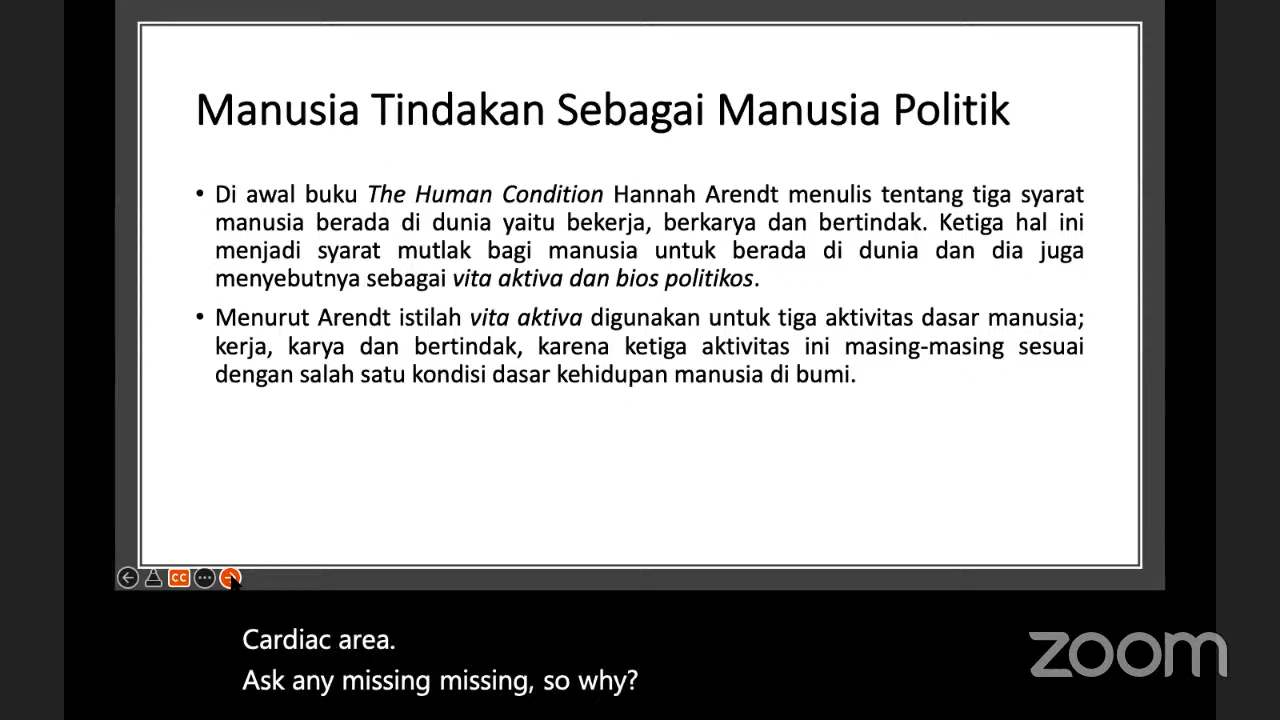 Manusia Tindakan Sebagai Manusia Politik
• Di awal buku The Human Condition Hannah Arendt menulis tentang tiga syarat
manusia berada di dunia yaitu bekerja, berkarya dan bertindak. Ketiga hal ini
menjadi syarat mutlak bagi manusia untuk berada di dunia dan dia juga
menyebutnya sebagai vita aktiva dan bios politikos.
• Menurut Arendt istilah vita aktiva digunakan untuk tiga aktivitas dasar manusia;
kerja, karya dan bertindak, karena ketiga aktivitas ini masing-masing sesuai
dengan salah satu kondisi dasar kehidupan manusia di bumi.
CC
Cardiac area.
Ask any missing missing, so why?
zoom